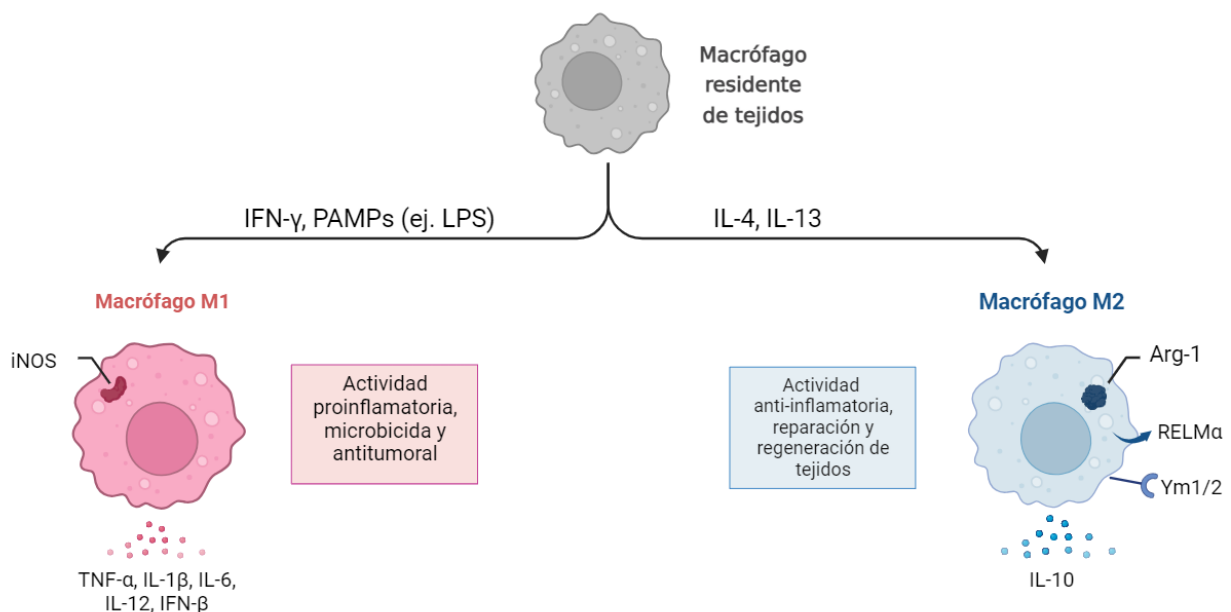 Macrófago
residente
de tejidos
IFN-γ, PAMPs (ej. LPS)
IL-4, IL-13
Macrófago M1
Macrófago M2
iNOS
Actividad
proinflamatoria,
microbicida y
antitumoral
Actividad
anti-inflamatoria,
reparación y
regeneración de
tejidos
Arg-1
RELMα
Ym1/2
TNF-α, IL-1β, IL-6,
IL-12, IFN-β
IL-10